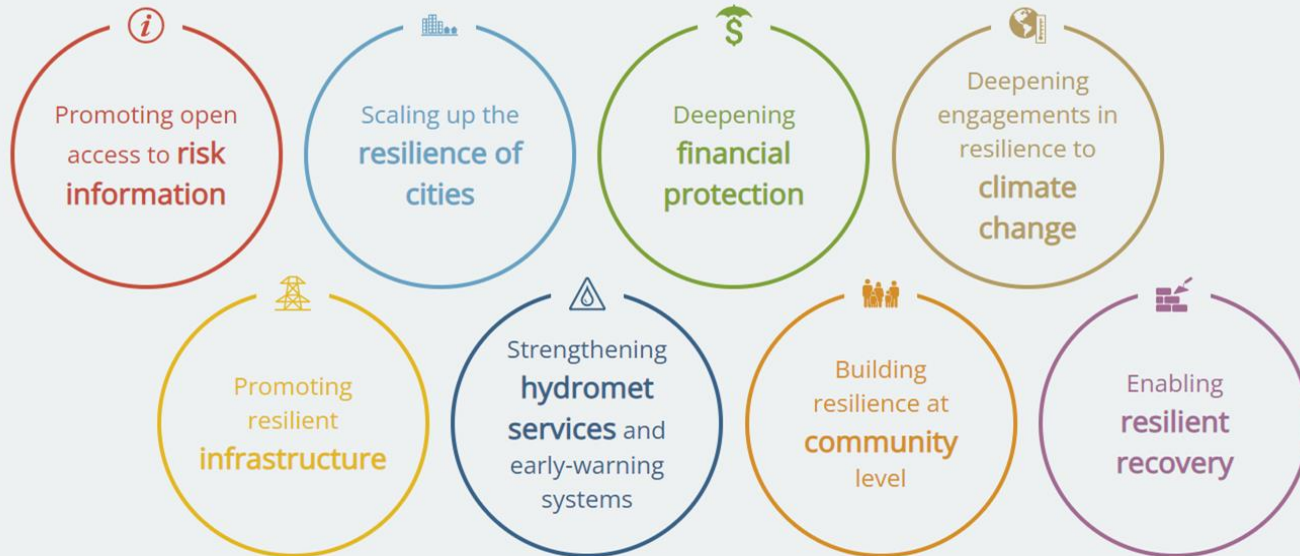 Promoting open
access to risk
information
Scaling up the
resilience of
cities
Deepening
financial
protection
Deepening
engagements in
resilience to
climate
change
Promoting
resilient
infrastructure
Strengthening
hydromet
services and
early-warning
systems
Building
resilience at
community
level
Enabling
resilient
recovery